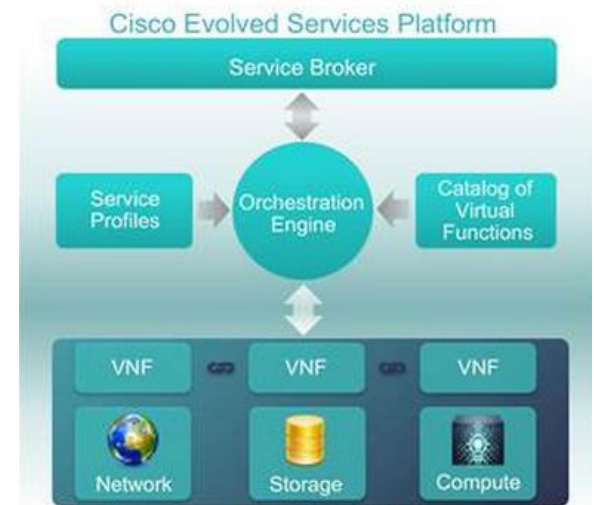 Cisco Evolved Services Platform
Service Broker
Service
Profiles
Orchestration
Engine
Catalog of
Virtual
Functions
VNF
VNF
VNF
Network
Storage
Compute